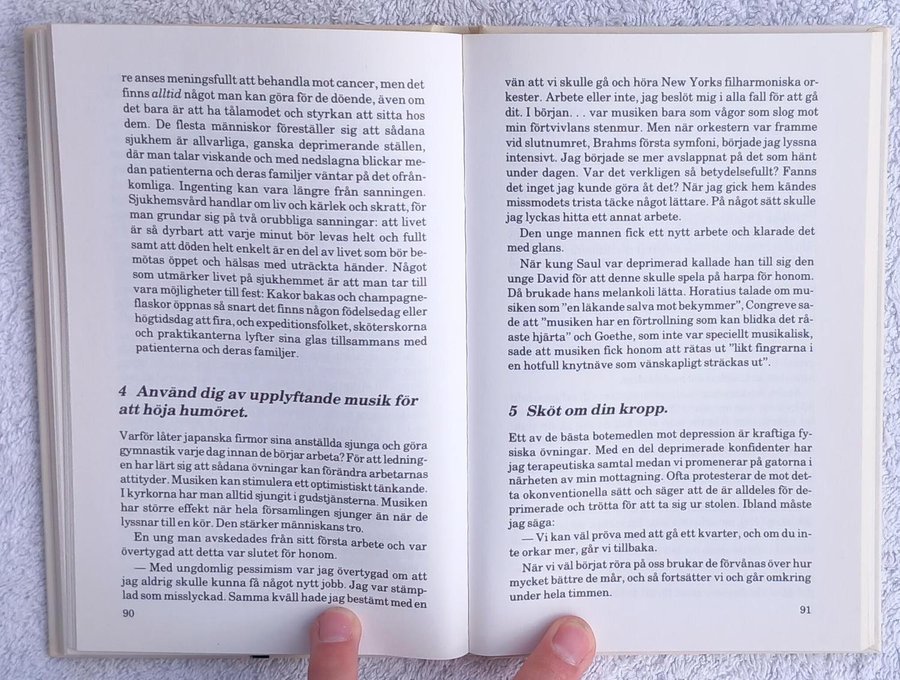 re anses meningsfullt att behandla mot cancer, men det
finns alltid något man kan göra för de döende, även om
det bara är att ha tålamodet och styrkan att sitta hos
dem. De flesta människor föreställer sig att sådana
sjukhem är allvarliga, ganska deprimerande ställen,
där man talar viskande och med nedslagna blickar me-
dan patienterna och deras familjer väntar på det ofrån-
komliga. Ingenting kan vara längre från sanningen.
Sjukhemsvård handlar om liv och kärlek och skratt, för
man grundar sig på två orubbliga sanningar: att livet
är så dyrbart att varje minut bör levas helt och fullt
samt att döden helt enkelt är en del av livet som bör be-
mötas öppet och hälsas med uträckta händer. Något
som utmärker livet på sjukhemmet är att man tar till
vara möjligheter till fest: Kakor bakas och champagne-
flaskor öppnas så snart det finns någon födelsedag eller
högtidsdag att fira, och expeditionsfolket, sköterskorna
och praktikanterna lyfter sina glas tillsammans med
patienterna och deras familjer.
4 Använd dig av upplyftande musik för
att höja humöret.
Varför låter japanska firmor sina anställda sjunga och göra
gymnastik varje dag innan de börjar arbeta? För att lednin-
en har lärt sig att sådana övningar kan förändra arbetarnas
attityder. Musiken kan stimulera ett optimistiskt tänkande.
I kyrkorna har man alltid sjungit i gudstjänsterna. Musiken
har större effekt när hela församlingen sjunger än när de
lyssnar till en kör. Den stärker människans tro.
En ung man avskedades från sitt första arbete och var
övertygad att detta var slutet för honom.
— Med ungdomlig pessimism var jag övertygad om att
jag aldrig skulle kunna få något nytt jobb. Jag var stämp-
lad som misslyckad. Samma kväll hade jag bestämt med en
90
vän att vi skulle gå och höra New Yorks filharmoniska or-
kester. Arbete eller inte, jag beslöt mig i alla fall för att gå
dit. I början. . . var musiken bara som vågor som slog mot
min förtvivlans stenmur. Men när orkestern var framme
vid slutnumret, Brahms första symfoni, började jag lyssna
intensivt. Jag började se mer avslappnat på det som hänt
under dagen. Var det verkligen så betydelsefullt? Fanns
det inget jag kunde göra åt det? När jag gick hem kändes
missmodets trista täcke något lättare. På något sätt skulle
jag lyckas hitta ett annat arbete.
Den unge mannen fick ett nytt arbete och klarade det
med glans.
När kung Saul var deprimerad kallade han till sig den
unge David för att denne skulle spela på harpa för honom.
Då brukade hans melankoli lätta. Horatius talade om mu-
siken som "en läkande salva mot bekymmer", Congreve sa-
de att "musiken har en förtrollning som kan blidka det rå-
aste hjärta" och Goethe, som inte var speciellt musikalisk,
sade att musiken fick honom att rätas ut "likt fingrarna i
en hotfull knytnäve som vänskapligt sträckas ut".
5 Sköt om din kropp.
Ett av de bästa botemedlen mot depression är kraftiga fy-
siska övningar. Med en del deprimerade konfidenter har
jag terapeutiska samtal medan vi promenerar på gatorna i
närheten av min mottagning. Ofta protesterar de mot det-
ta okonventionella sätt och säger att de är alldeles för de-
primerade och trötta för att ta sig ur stolen. Ibland måste
jag säga:
— Vi kan väl pröva med att gå ett kvarter, och om du in-
te orkar mer, går vi tillbaka.
När vi väl börjat röra på oss brukar de förvånas över hur
mycket bättre de mår, och så fortsätter vi och går omkring
under hela timmen.
91